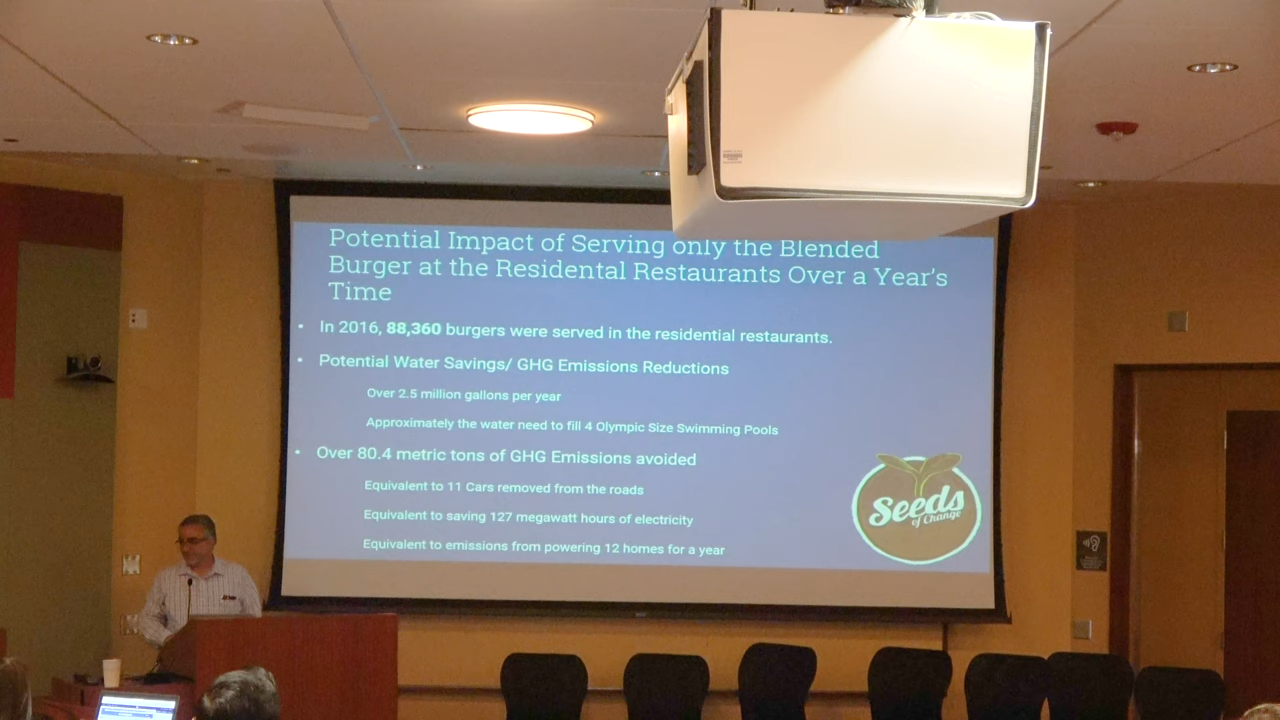 Potential Impact of Serving only the Blended
Burger at the Residental Restaurants Over a Year's
Time
• In 2016, 88,360 burgers were served in the residential restaurants.
• Potential Water Savings/ GHG Emissions Reductions
Over 2.5 million gallons per year
Approximately the water need to fill 4 Olympic Size Swimming Pools
• Over 80.4 metric tons of GHG Emissions avoided
Equivalent to 11 Cars removed from the roads
Equivalent to saving 127 megawatt hours of electricity
Equivalent to emissions from powering 12 homes for a year
Seeds
of Change